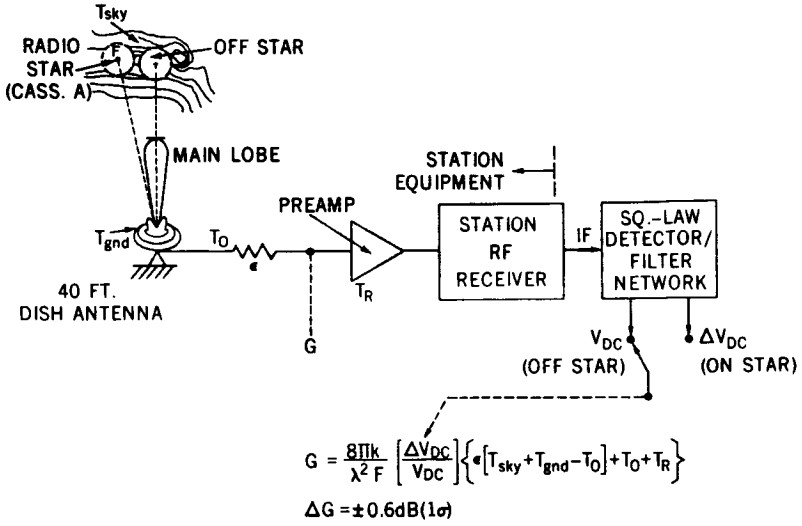 Tsky
RADIO
STAR
(CASS. A)
F
OFF STAR
MAIN LOBE
Tgnd
40 FT.
DISH ANTENNA
TO
ϵ
G
PREAMP
TR
STATION
EQUIPMENT
STATION
RF
RECEIVER
IF
SQ.-LAW
DETECTOR/
FILTER
NETWORK
VDC
(OFF STAR)
ΔVDC
(ON STAR)
G = 8Πk/λ²F [ΔVDC/VDC] {ϵ[Tsky+Tgnd-TO]+TO+TR}
ΔG = ±0.6dB(1σ)